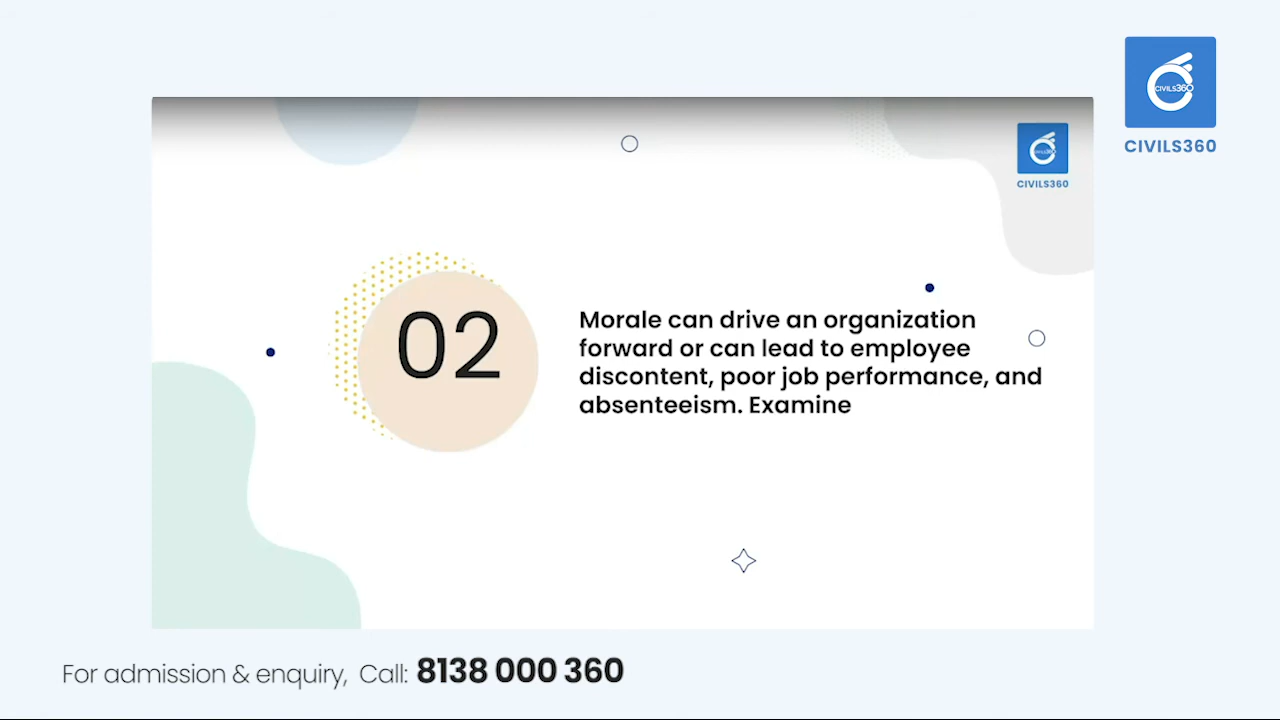 CIVILS360
CIVILS360
CIVILS360
02
Morale can drive an organization
forward or can lead to employee
discontent, poor job performance, and
absenteeism. Examine
For admission & enquiry, Call: 8138 000 360